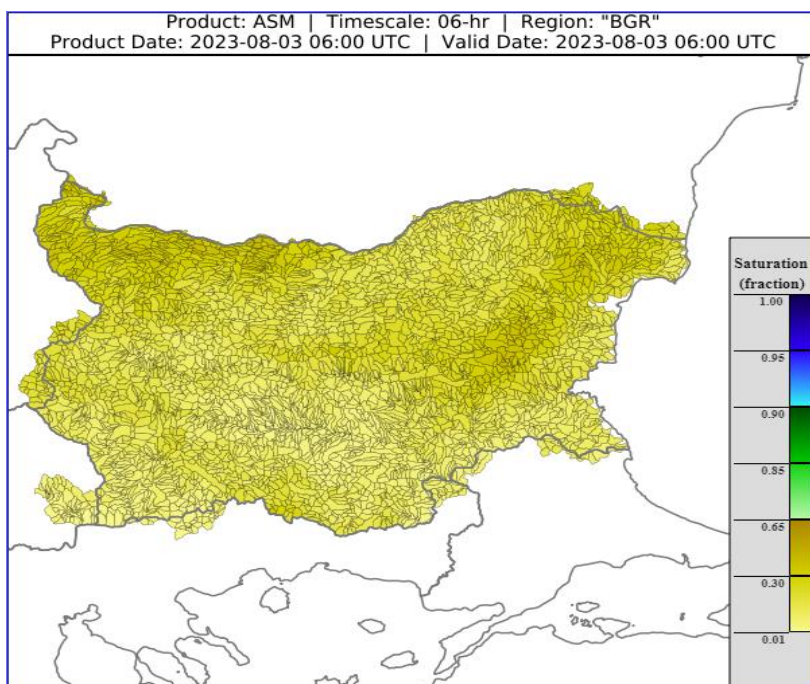 Product: ASM | Timescale: 06-hr | Region: "BGR"
Product Date: 2023-08-03 06:00 UTC | Valid Date: 2023-08-03 06:00 UTC
Saturation
(fraction)
1.00
0.95
0.90
0.85
0.65
0.30
0.01